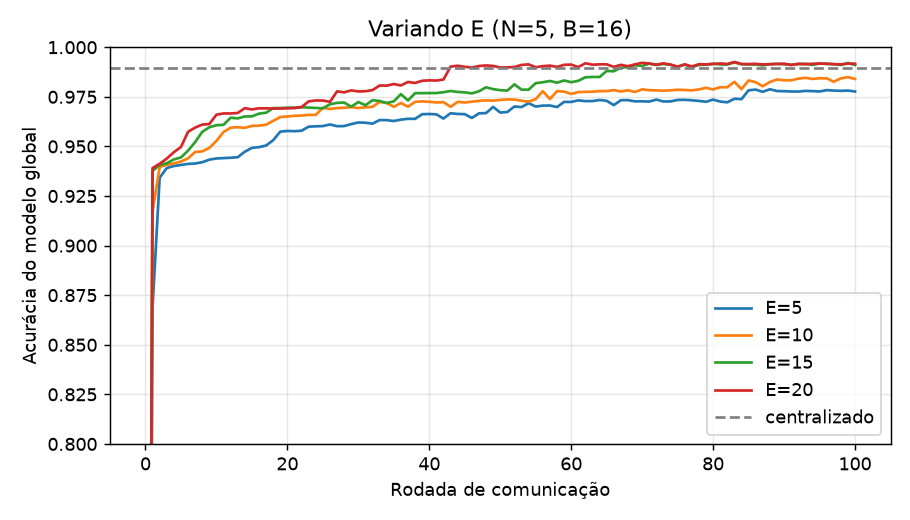 Variando E (N=5, B=16)
Acurácia do modelo global
1.000
0.975
0.950
0.925
0.900
0.875
0.850
0.825
0.800
E=5
E=10
E=15
E=20
centralizado
0 20 40 60 80 100
Rodada de comunicação